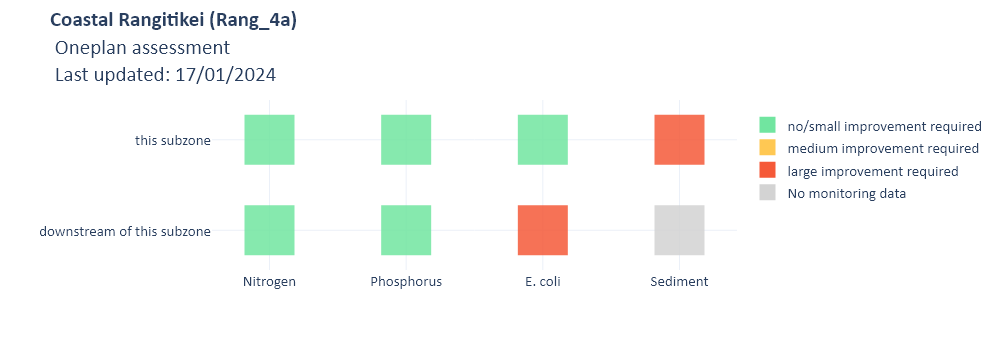 Coastal Rangitikei (Rang_4a)
Oneplan assessment
Last updated: 17/01/2024
this subzone
downstream of this subzone
Nitrogen
Phosphorus
E. coli
Sediment
no/small improvement required
medium improvement required
large improvement required
No monitoring data